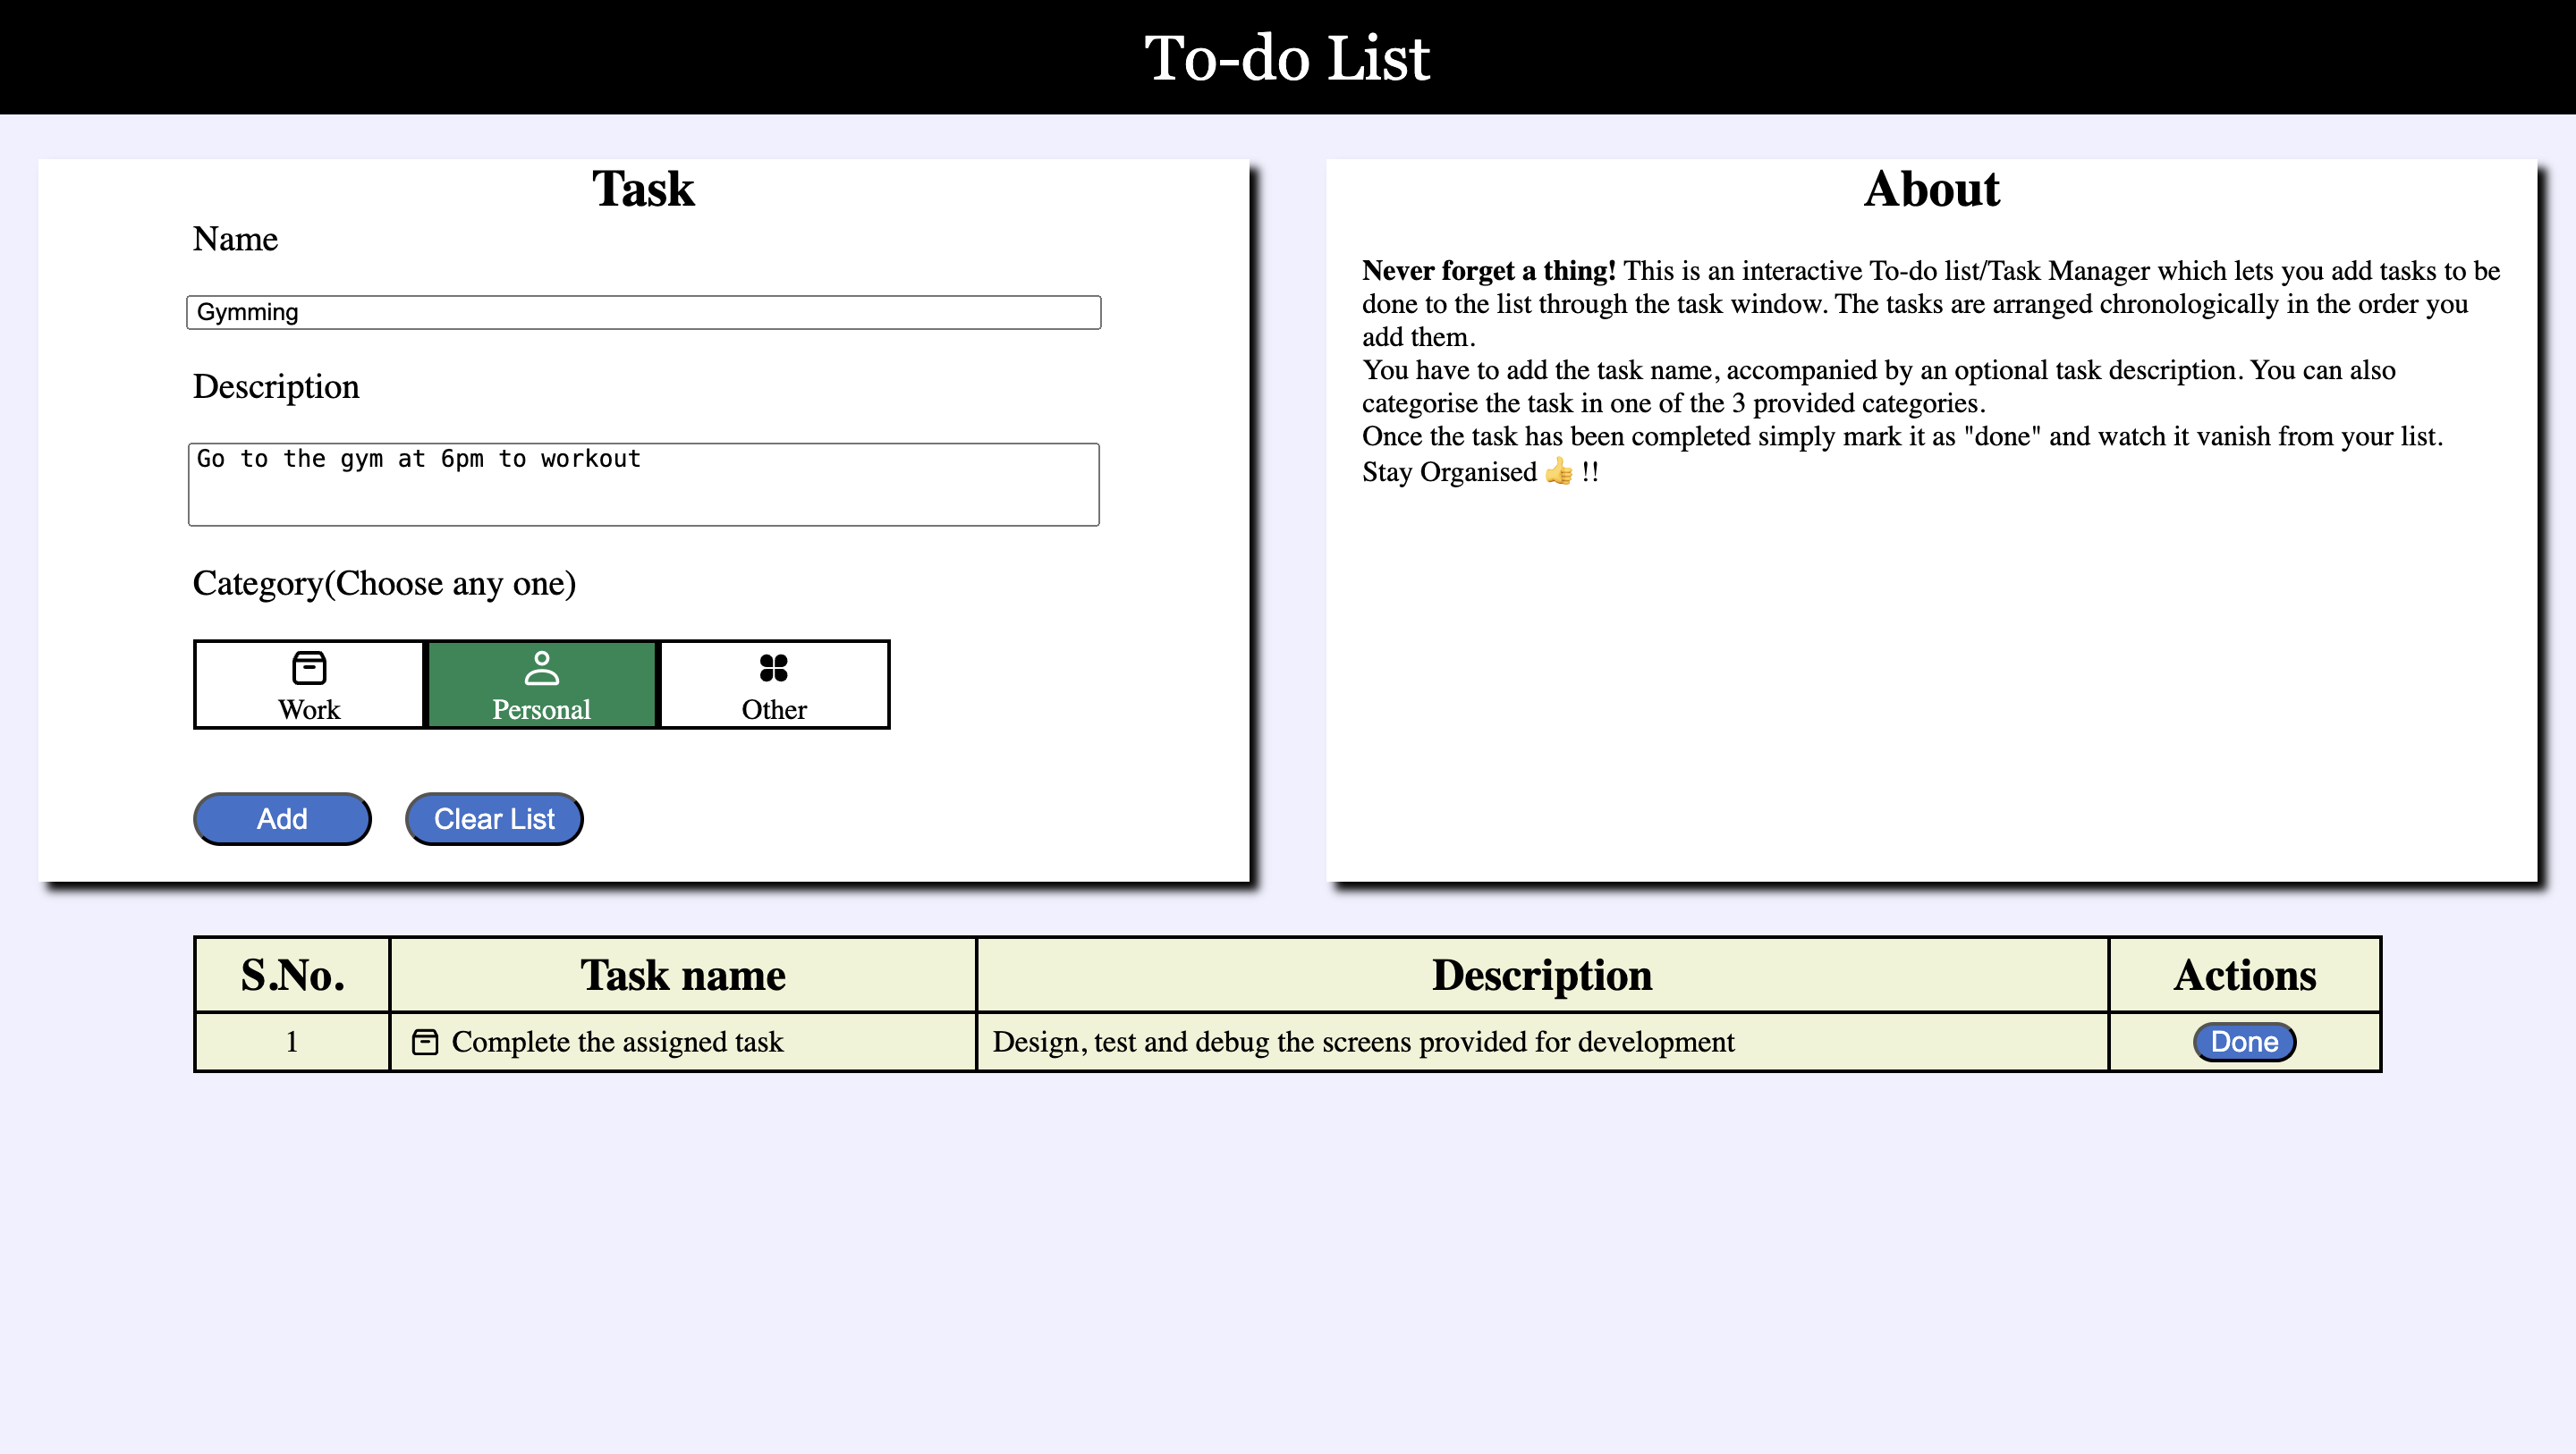 To-do List
Task
Name
Gymming
Description
Go to the gym at 6pm to workout
Category(Choose any one)
Work
Personal
Other
Add
Clear List
About
Never forget a thing! This is an interactive To-do list/Task Manager which lets you add tasks to be
done to the list through the task window. The tasks are arranged chronologically in the order you
add them.
You have to add the task name, accompanied by an optional task description. You can also
categorise the task in one of the 3 provided categories.
Once the task has been completed simply mark it as "done" and watch it vanish from your list.
Stay Organised 👍 !!
S.No. Task name Description Actions
1 Complete the assigned task Design, test and debug the screens provided for development Done